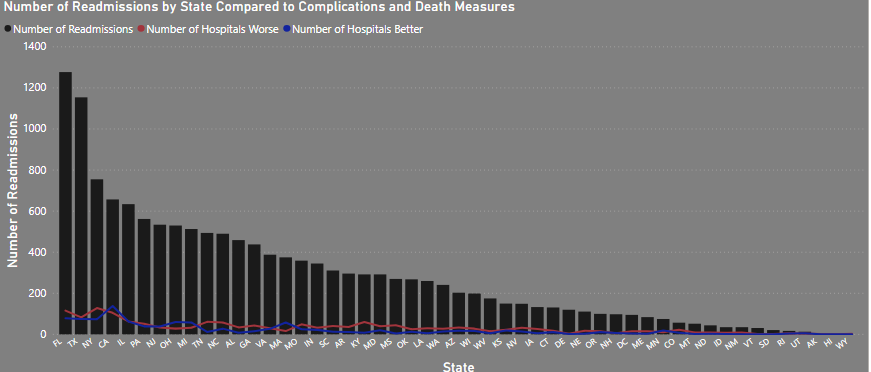 Number of Readmissions by State Compared to Complications and Death Measures
Number of Readmissions Number of Hospitals Worse Number of Hospitals Better
1400
1200
1000
800
600
400
200
0
Number of Readmissions
FL TX NY CA IL PA NJ OH MI TN NC AL GA VA MA MO IN SC AR KY MD MS OK LA WA AZ WI WV KS NV IA CT DE NE OR NH DC ME MN CO MT ND ID NM VT SD RI UT AK HI WY
State